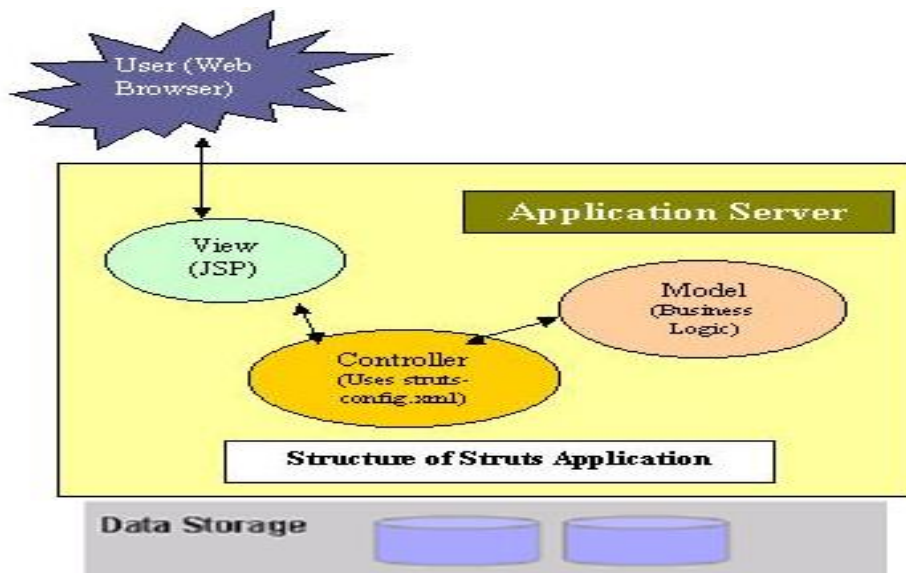 User (Web
Browser)
Application Server
View
(JSP)
Model
(Business
Logic)
Controller
(Uses struts-
config.xml)
Structure of Struts Application
Data Storage